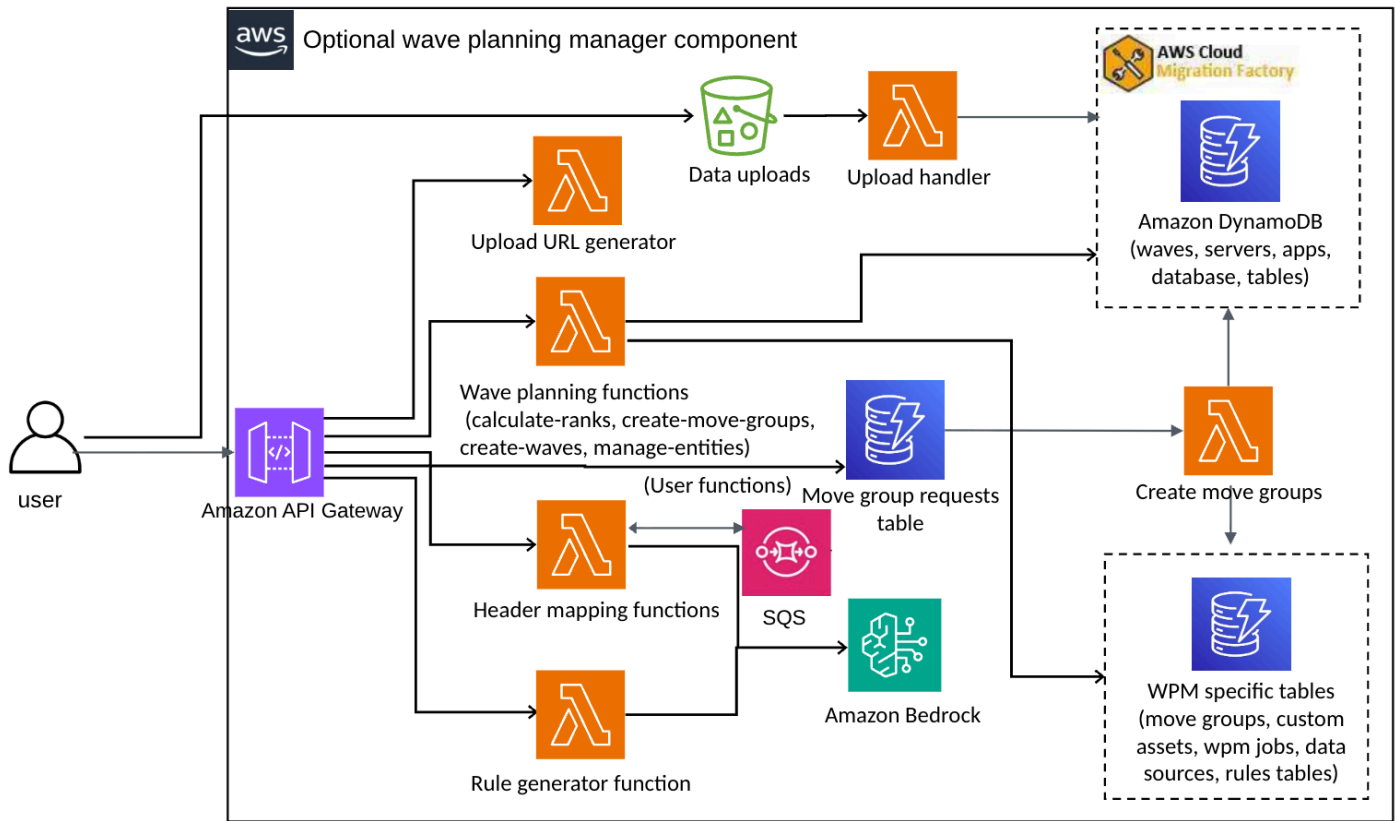 aws
Optional wave planning manager component
AWS Cloud
Migration Factory
Data uploads
Upload handler
Upload URL generator
Amazon DynamoDB
(waves, servers, apps,
database, tables)
Wave planning functions
(calculate-ranks, create-move-groups,
create-waves, manage-entities)
user
</>
Amazon API Gateway
(User functions)
Move group requests
table
Create move groups
Header mapping functions
SQS
Amazon Bedrock
WPM specific tables
(move groups, custom
assets, wpm jobs, data
sources, rules tables)
Rule generator function